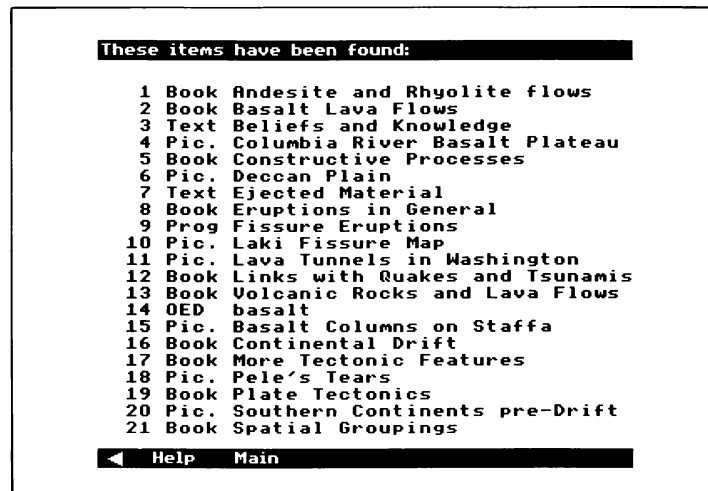 These items have been found:
1 Book Andesite and Rhyolite flows
2 Book Basalt Lava Flows
3 Text Beliefs and Knowledge
4 Pic. Columbia River Basalt Plateau
5 Book Constructive Processes
6 Pic. Deccan Plain
7 Text Ejected Material
8 Book Eruptions in General
9 Prog Fissure Eruptions
10 Pic. Laki Fissure Map
11 Pic. Lava Tunnels in Washington
12 Book Links with Quakes and Tsunamis
13 Book Volcanic Rocks and Lava Flows
14 OED basalt
15 Pic. Basalt Columns on Staffa
16 Book Continental Drift
17 Book More Tectonic Features
18 Pic. Pele's Tears
19 Book Plate Tectonics
20 Pic. Southern Continents pre-Drift
21 Book Spatial Groupings
Help Main